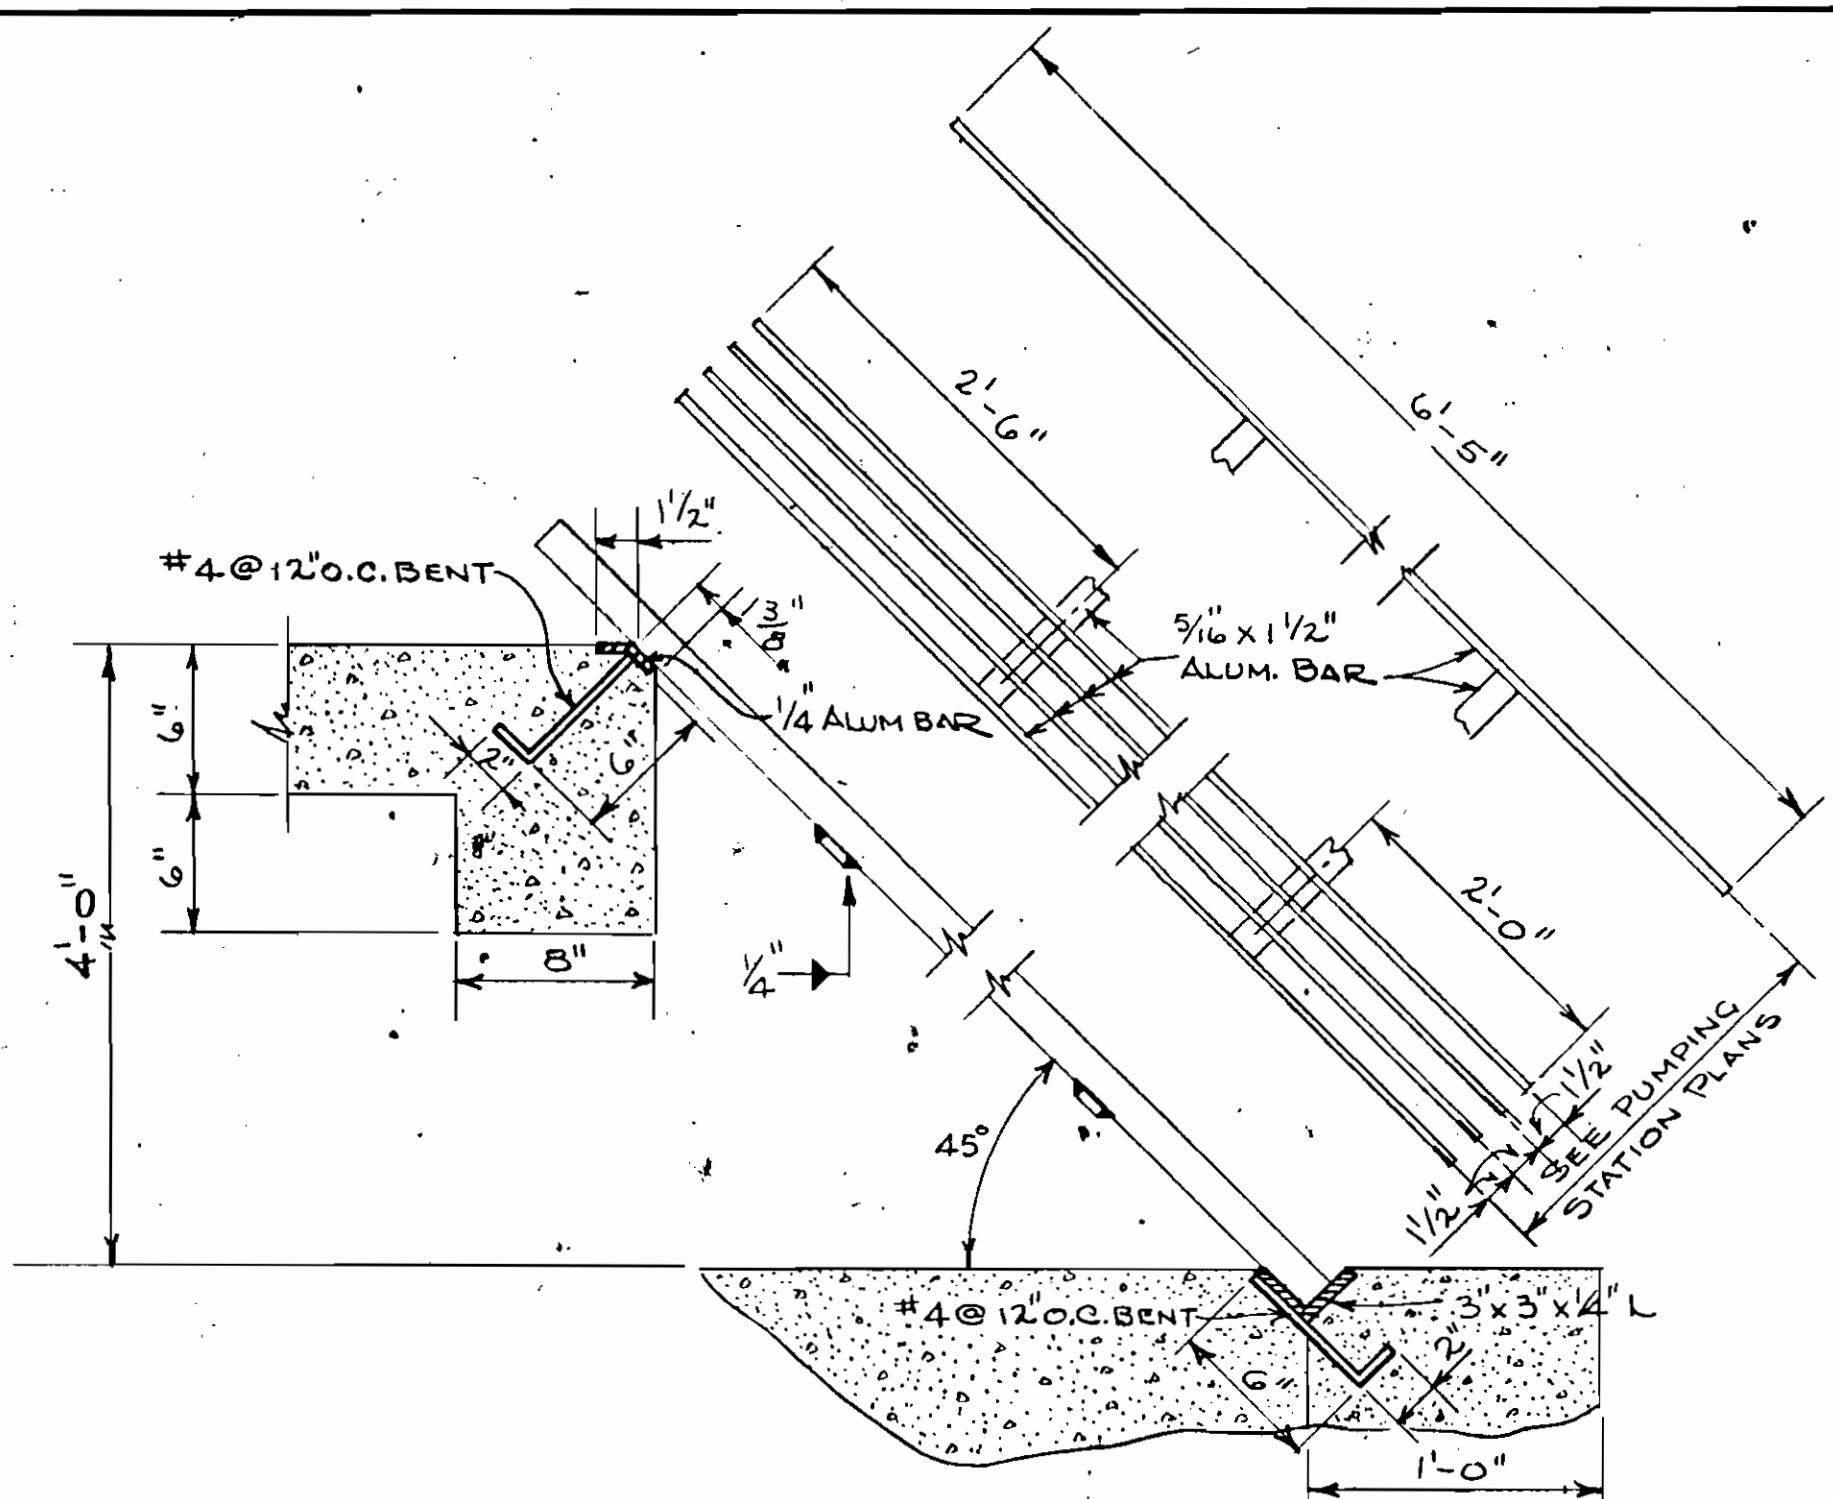 6'-5"
2'-6"
1 1/2"
#4@12"O.C.BENT
1 3/8"
5/16" X 1 1/2"
ALUM. BAR
1/4" ALUM BAR
6"
2"
6"
6"
4'-0"
8"
1/4"
2'-0"
45°
1 1/2"
1 1/2"
SEE PUMPING
STATION PLANS
#4@12"O.C.BENT
3"x3"x1/4" L
2"
6"
1'-0"